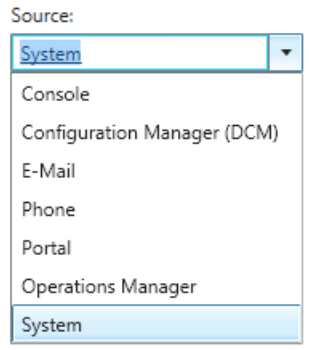 Source:
System
Console
Configuration Manager (DCM)
E-Mail
Phone
Portal
Operations Manager
System